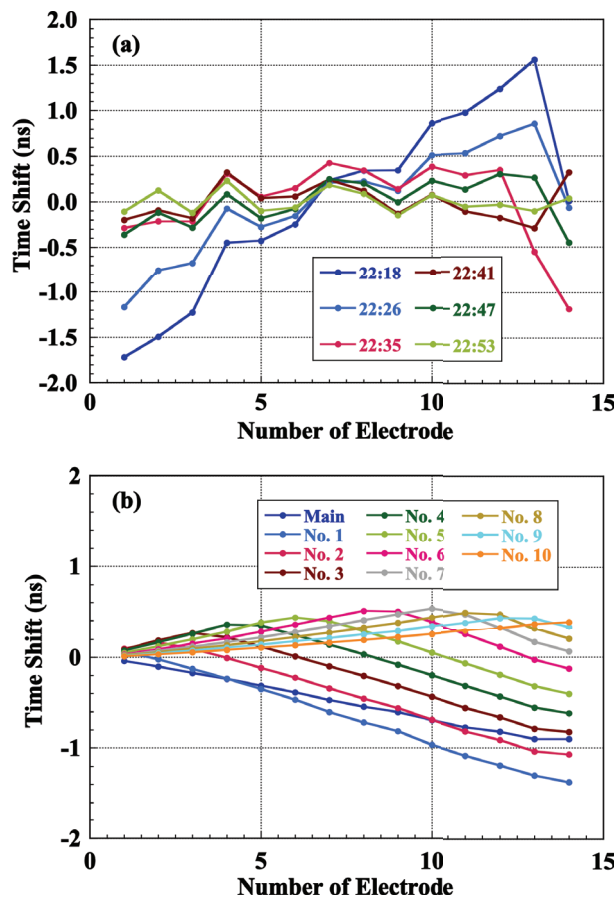 (a)
2.0
1.5
1.0
0.5
0.0
-0.5
-1.0
-1.5
-2.0
Time Shift (ns)
22:18 22:41
22:26 22:47
22:35 22:53
0 5 10 15
Number of Electrode
(b)
2
1
0
-1
-2
Time Shift (ns)
Main No. 4 No. 8
No. 1 No. 5 No. 9
No. 2 No. 6 No. 10
No. 3 No. 7
0 5 10 15
Number of Electrode